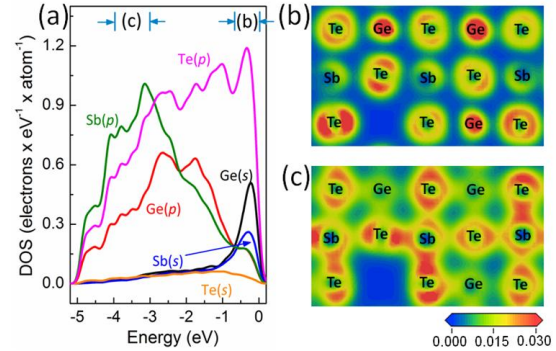 (a)
(c)
(b)
DOS (electrons x eV⁻¹ x atom⁻¹)
1.2
0.9
0.6
0.3
0.0
Te(p)
Sb(p)
Ge(p)
Ge(s)
Sb(s)
Te(s)
-5 -4 -3 -2 -1 0
Energy (eV)
(b)
Te Ge Te Ge Te
Sb Te Sb Te Sb
Te Te Ge Te
(c)
Te Ge Te Ge Te
Sb Te Sb Te Sb
Te Te Ge Te
0.000 0.015 0.030